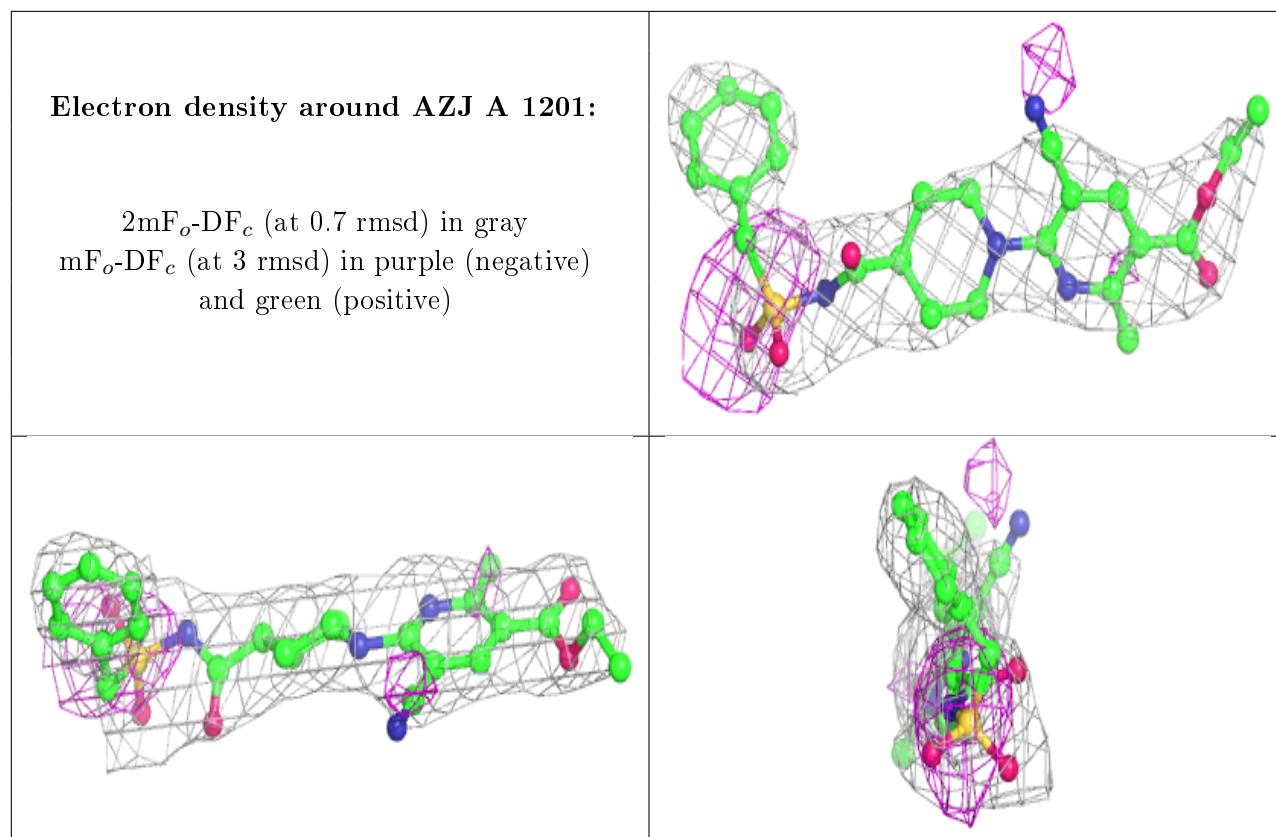 Electron density around AZJ A 1201:
2mFₒ-DF𝑐 (at 0.7 rmsd) in gray
mFₒ-DF𝑐 (at 3 rmsd) in purple (negative)
and green (positive)